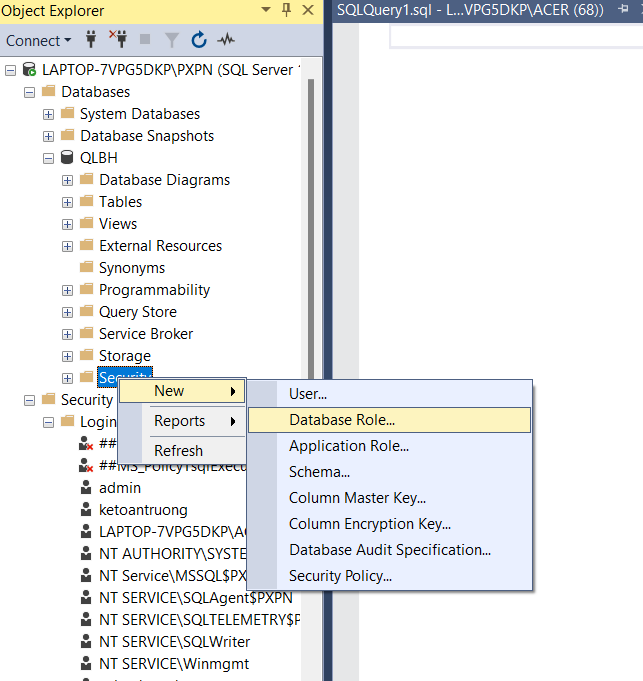 Object Explorer
SQLQuery1.sql - L...VPG5DKP\ACER (68))
Connect
LAPTOP-7VPG5DKP\PXPN (SQL Server
Databases
System Databases
Database Snapshots
QLBH
Database Diagrams
Tables
Views
External Resources
Synonyms
Programmability
Query Store
Service Broker
Storage
Security
New
User...
Security
Reports
Database Role...
Login
Application Role...
##
Refresh
Schema...
##MS_PolicyTsqlExecu
Column Master Key...
admin
Column Encryption Key...
ketoantruong
Database Audit Specification...
LAPTOP-7VPG5DKP\AC
Security Policy...
NT AUTHORITY\SYSTE
NT Service\MSSQL$PX
NT SERVICE\SQLAgent$PXPN
NT SERVICE\SQLTELEMETRY$P
NT SERVICE\SQLWriter
NT SERVICE\Winmgmt